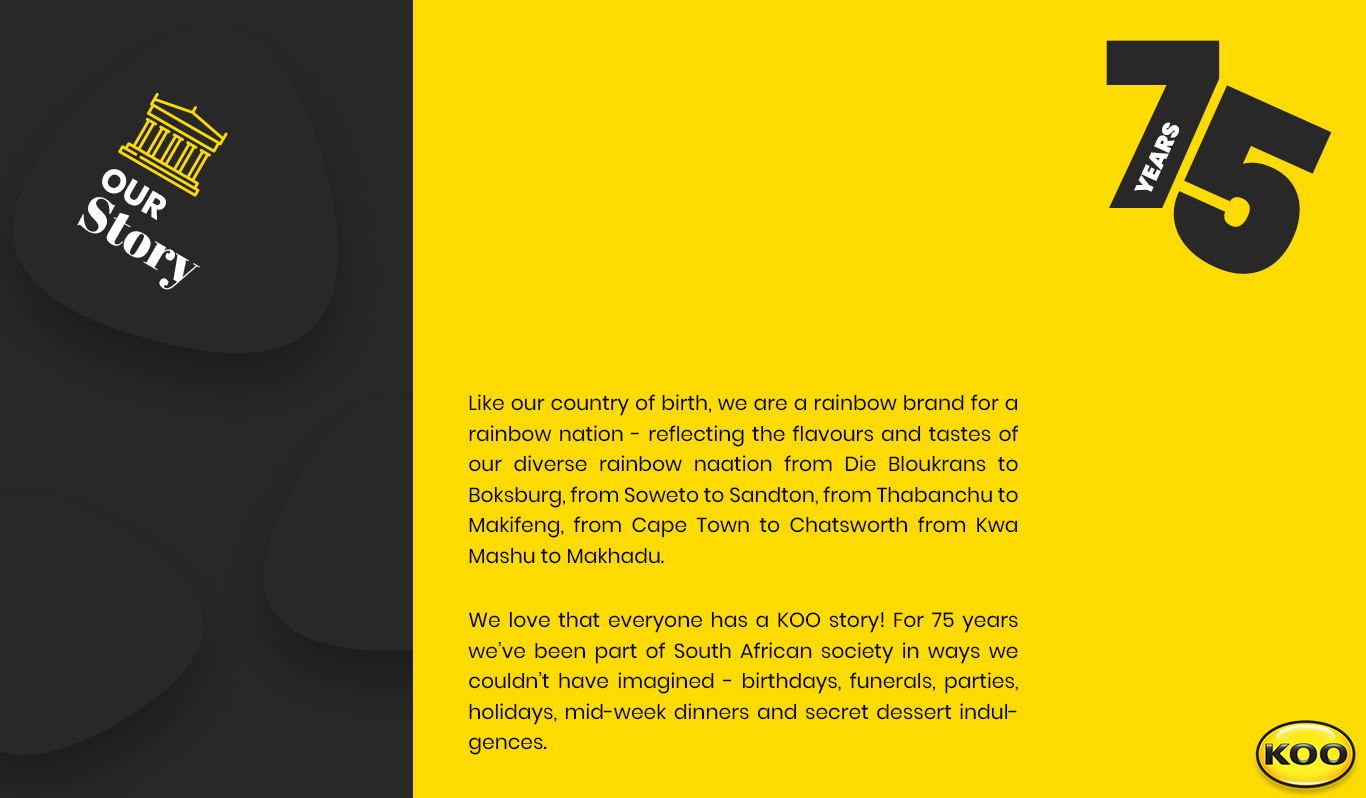 OUR
Story
75
YEARS
Like our country of birth, we are a rainbow brand for a
rainbow nation - reflecting the flavours and tastes of
our diverse rainbow naation from Die Bloukrans to
Boksburg, from Soweto to Sandton, from Thabanchu to
Makifeng, from Cape Town to Chatsworth from Kwa
Mashu to Makhadu.
We love that everyone has a KOO story! For 75 years
we've been part of South African society in ways we
couldn't have imagined - birthdays, funerals, parties,
holidays, mid-week dinners and secret dessert indul-
gences.
KOO